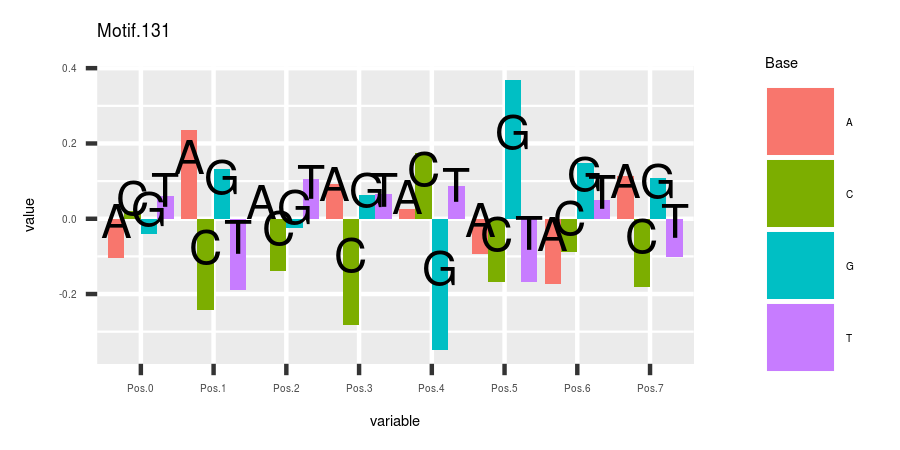 Motif.131
Base
0.4
0.2
0.0
-0.2
value
A C G T A C G T A C G T A C G T A C G T A C G T A C G T A C G T
Pos.0 Pos.1 Pos.2 Pos.3 Pos.4 Pos.5 Pos.6 Pos.7
variable
A
C
G
T